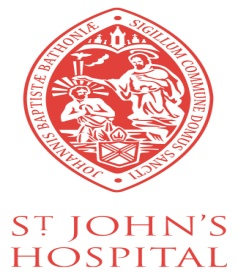 SIGILLUM COMMUNE DOMUS SANCTI
JOHANNIS BAPTISTÆ BATHONIÆ
ST JOHN'S
HOSPITAL